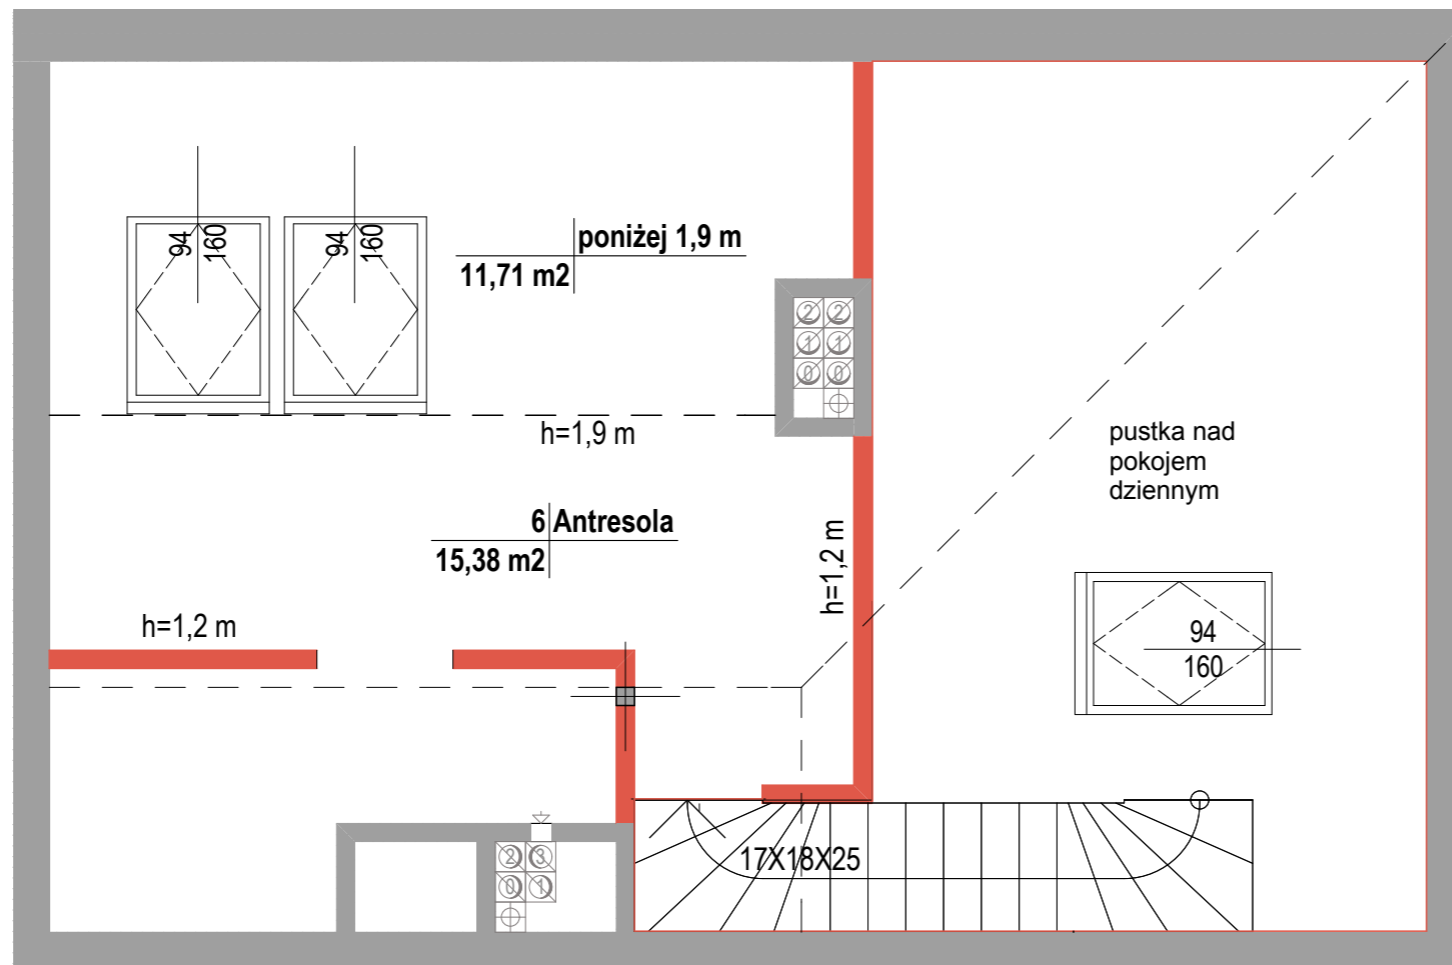 94
160
94
160
poniżej 1,9 m
11,71 m2
2 2
1 1
0 0
h=1,9 m
pustka nad
pokojem
dziennym
6 Antresola
15,38 m2
h=1,2 m
h=1,2 m
94
160
17X18X25
2 3
0 1